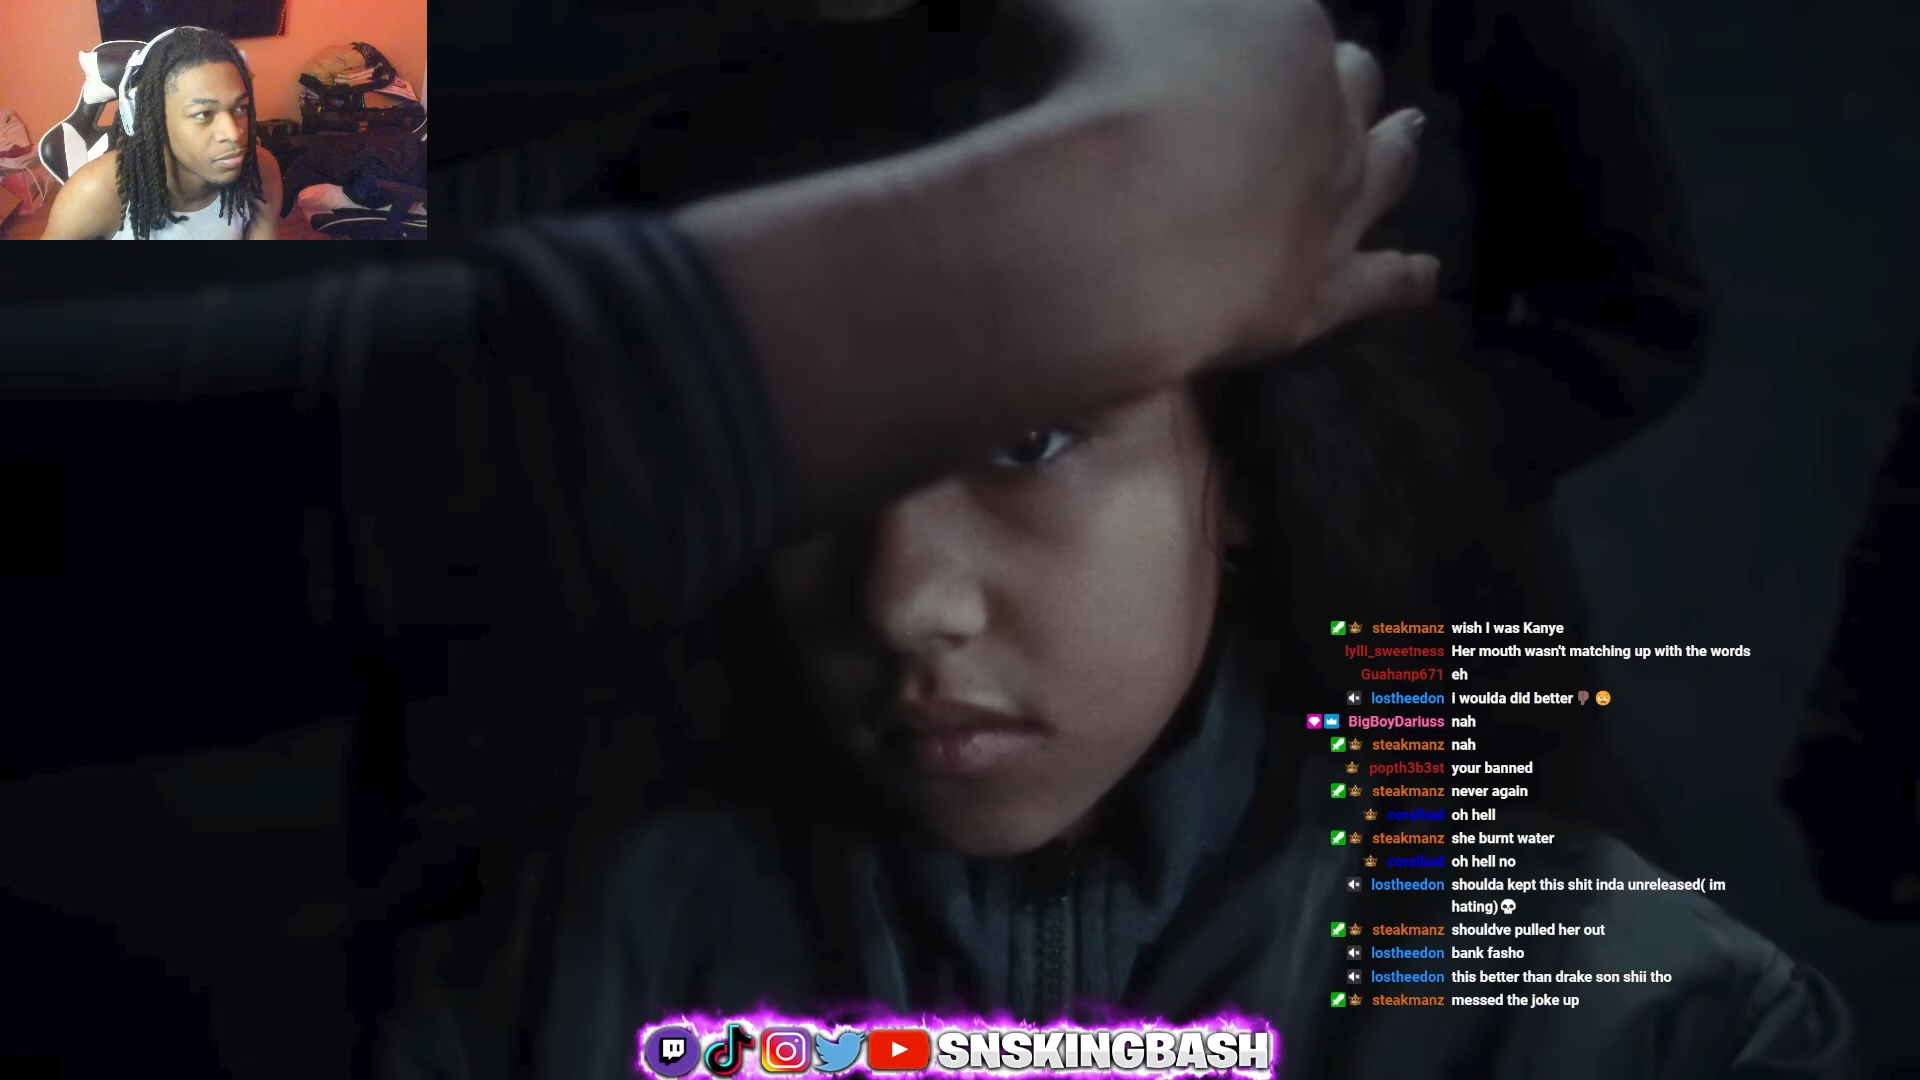 steakmanz wish I was Kanye
lylli_sweetness Her mouth wasn't matching up with the words
Guahanp671 eh
lostheedon i woulda did better👎🏿😳
BigBoyDariuss nah
steakmanz nah
popth3b3st your banned
steakmanz never again
coralbad oh hell
steakmanz she burnt water
coralbad oh hell no
lostheedon shoulda kept this shit inda unreleased( im
hating)💀
steakmanz shouldve pulled her out
lostheedon bank fasho
lostheedon this better than drake son shii tho
steakmanz messed the joke up
SNSKINGBASH